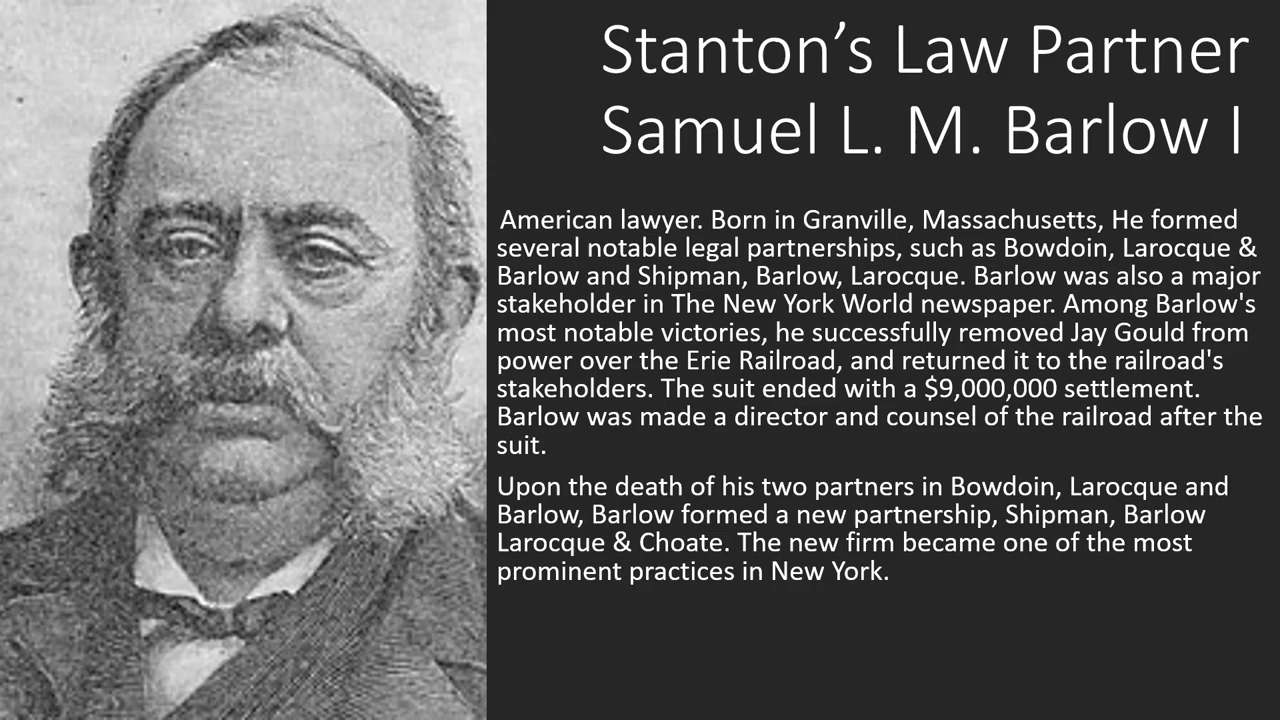 Stanton’s Law Partner
Samuel L. M. Barlow I
American lawyer. Born in Granville, Massachusetts, He formed
several notable legal partnerships, such as Bowdoin, Larocque &
Barlow and Shipman, Barlow, Larocque. Barlow was also a major
stakeholder in The New York World newspaper. Among Barlow's
most notable victories, he successfully removed Jay Gould from
power over the Erie Railroad, and returned it to the railroad's
stakeholders. The suit ended with a $9,000,000 settlement.
Barlow was made a director and counsel of the railroad after the
suit.
Upon the death of his two partners in Bowdoin, Larocque and
Barlow, Barlow formed a new partnership, Shipman, Barlow
Larocque & Choate. The new firm became one of the most
prominent practices in New York.